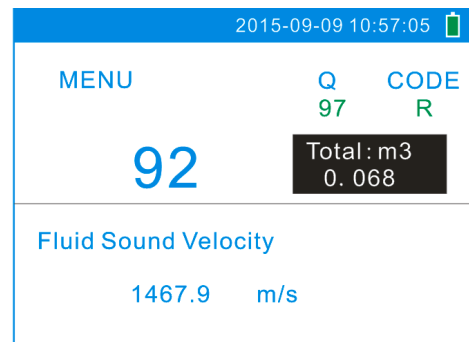 2015-09-09 10:57:05
MENU Q CODE
97 R
92
Total: m3
0.068
Fluid Sound Velocity
1467.9 m/s